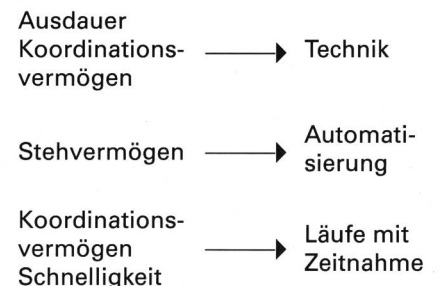 Ausdauer
Koordinations-
vermögen
Technik
Stehvermögen
Automati-
sierung
Koordinations-
vermögen
Schnelligkeit
Läufe mit
Zeitnahme